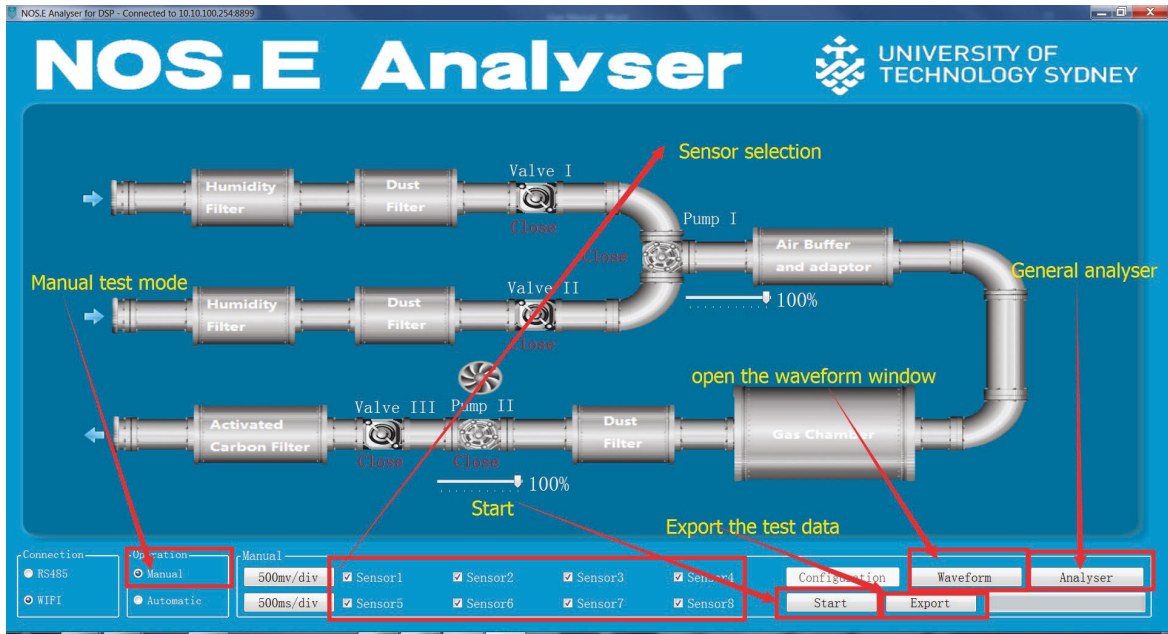 NOS.E Analyser for DSP - Connected to 10.10.100.254:8899
NOS.E Analyser
UNIVERSITY OF
TECHNOLOGY SYDNEY
Sensor selection
Valve I
Humidity
Filter
Dust
Filter
Close
Pump I
Close
Air Buffer
and adaptor
General analyser
Manual test mode
Valve II
100%
Humidity
Filter
Dust
Filter
Close
open the waveform window
Valve III
Pump II
Activated
Carbon Filter
Dust
Filter
Gas Chamber
Close
Close
100%
Start
Export the test data
Connection
RS485
WIFI
Operation
Manual
Automatic
Manual
500mv/div
Sensor1
Sensor2
Sensor3
Sensor4
Configuration
Waveform
Analyser
500ms/div
Sensor5
Sensor6
Sensor7
Sensor8
Start
Export